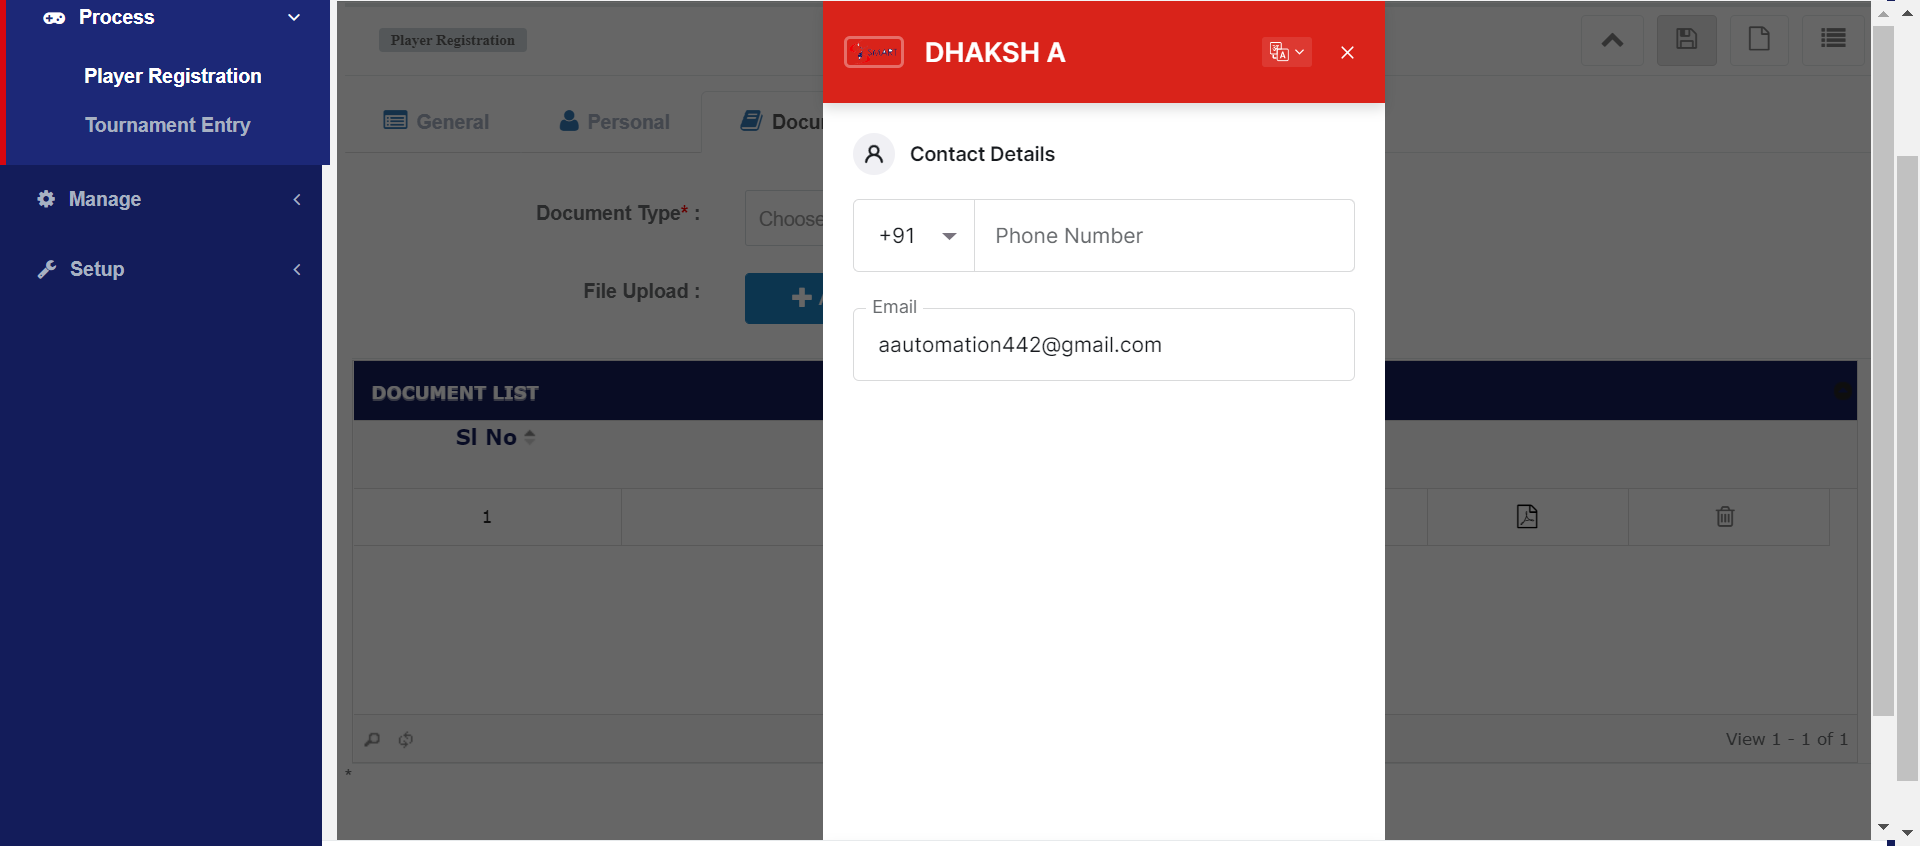 Process
Player Registration
Tournament Entry
Manage
Setup
Player Registration
General
Personal
Document Type* :
Choose
File Upload :
DOCUMENT LIST
Sl No
1
View 1 - 1 of 1
*
DHAKSH A
Contact Details
+91
Phone Number
Email
aautomation442@gmail.com